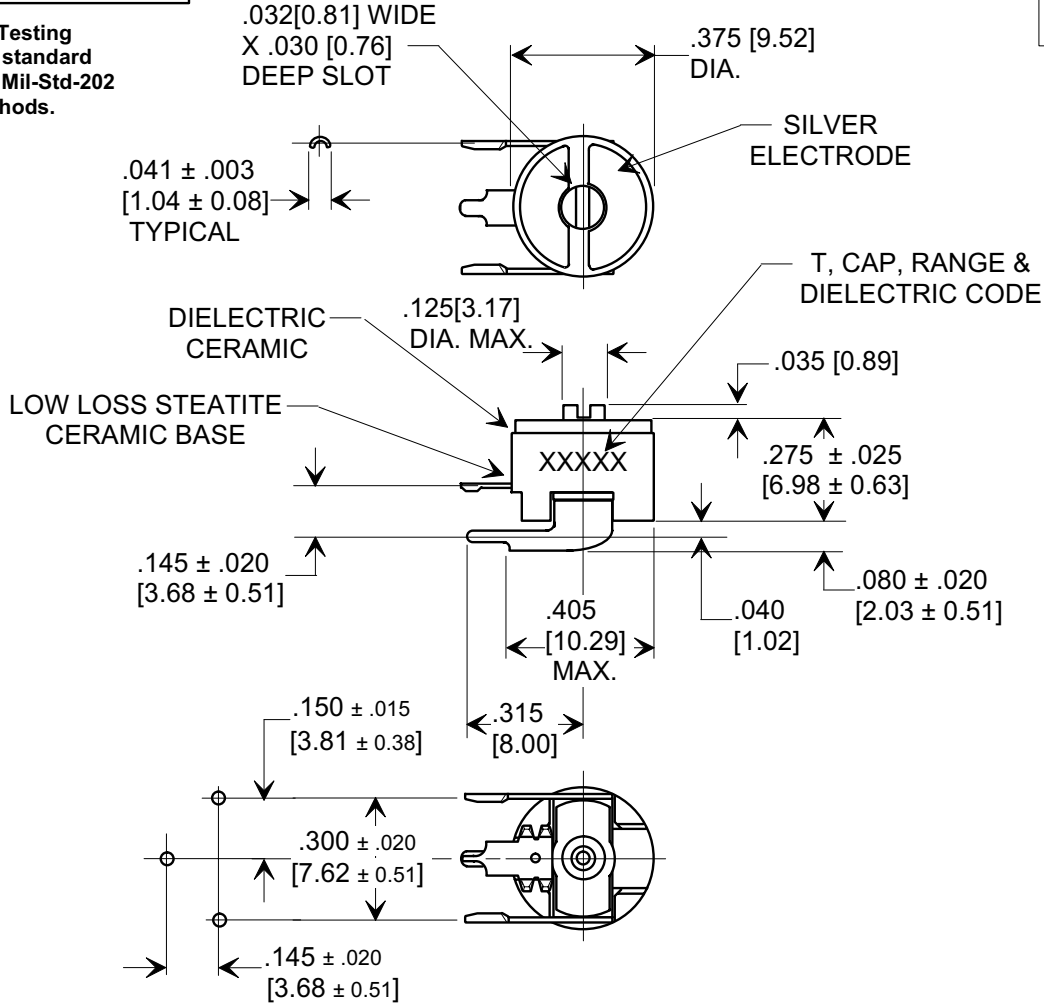 Testing
standard
Mil-Std-202
hods.
.032[0.81] WIDE
X .030 [0.76]
DEEP SLOT
.375 [9.52]
DIA.
SILVER
ELECTRODE
.041 ± .003
[1.04 ± 0.08]
TYPICAL
T, CAP, RANGE &
DIELECTRIC CODE
DIELECTRIC
CERAMIC
.125[3.17]
DIA. MAX.
.035 [0.89]
LOW LOSS STEATITE
CERAMIC BASE
XXXXX
.275 ± .025
[6.98 ± 0.63]
.145 ± .020
[3.68 ± 0.51]
.405
[10.29]
MAX.
.040
[1.02]
.080 ± .020
[2.03 ± 0.51]
.315
[8.00]
.150 ± .015
[3.81 ± 0.38]
.300 ± .020
[7.62 ± 0.51]
.145 ± .020
[3.68 ± 0.51]